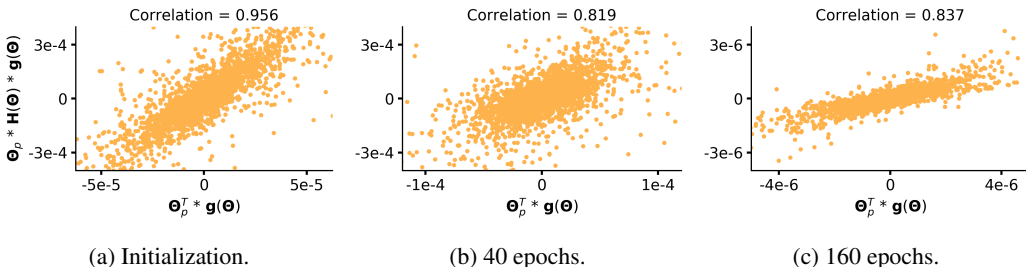 Correlation = 0.956
3e-4
0
-3e-4
-5e-5
0
5e-5
Θ_p * H(Θ) * g(Θ)
Θ_p^T * g(Θ)
(a) Initialization.
Correlation = 0.819
3e-4
0
-3e-4
-1e-4
0
1e-4
Θ_p^T * g(Θ)
(b) 40 epochs.
Correlation = 0.837
3e-6
0
-3e-6
-4e-6
0
4e-6
Θ_p^T * g(Θ)
(c) 160 epochs.